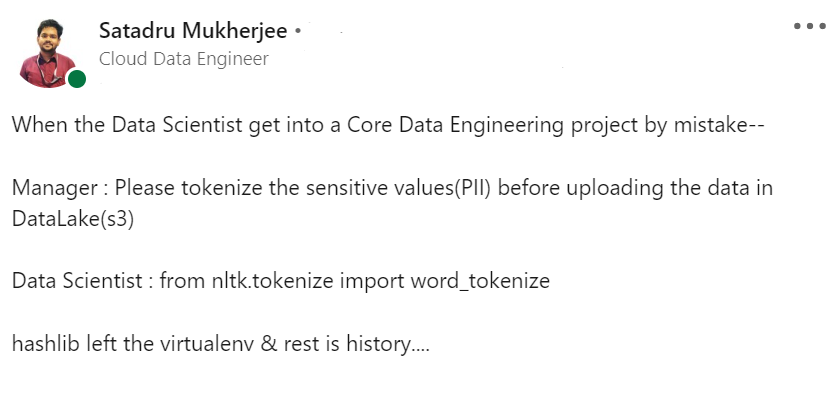 Satadru Mukherjee •
Cloud Data Engineer
When the Data Scientist get into a Core Data Engineering project by mistake--
Manager : Please tokenize the sensitive values(PII) before uploading the data in
DataLake(s3)
Data Scientist : from nltk.tokenize import word_tokenize
hashlib left the virtualenv & rest is history....